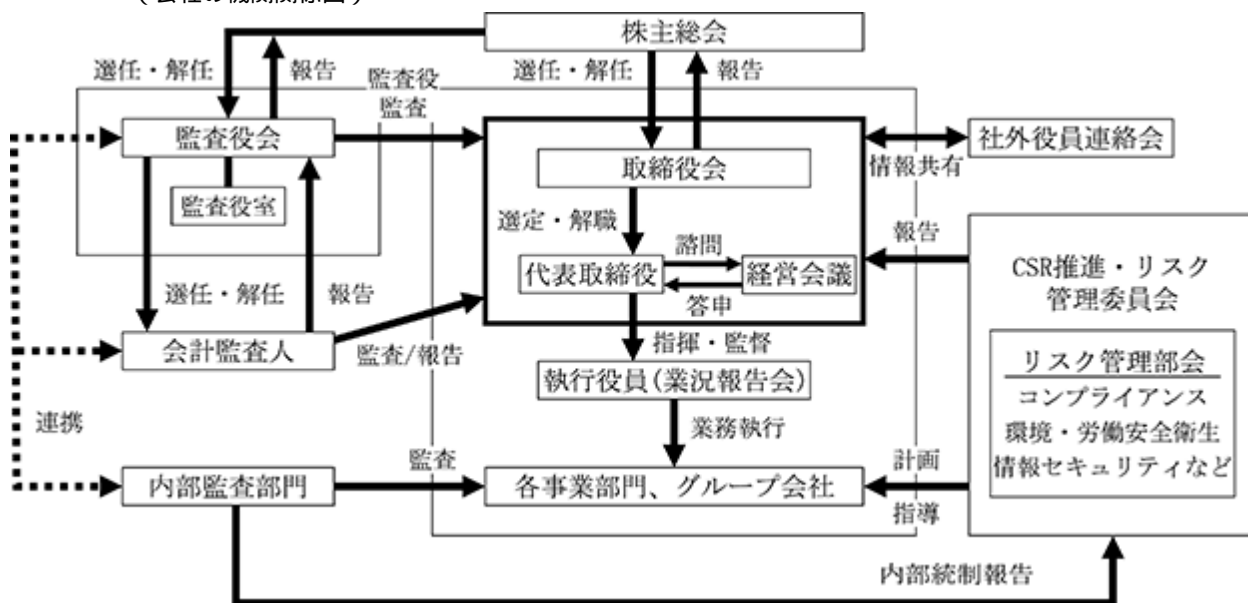 (会社の機関概原図)
株主総会
選任・解任
報告
選任・解任
報告
監査役
監査
監査役会
監査役室
取締役会
社外役員連絡会
情報共有
選定・解職
諮問
代表取締役
経営会議
答申
報告
CSR推進・リスク
管理委員会
選任・解任
報告
会計監査人
監査/報告
指揮・監督
執行役員(業況報告会)
リスク管理部会
コンプライアンス
環境・労働安全衛生
情報セキュリティなど
連携
業務執行
監査
計画
内部監査部門
各事業部門、グループ会社
指導
内部統制報告